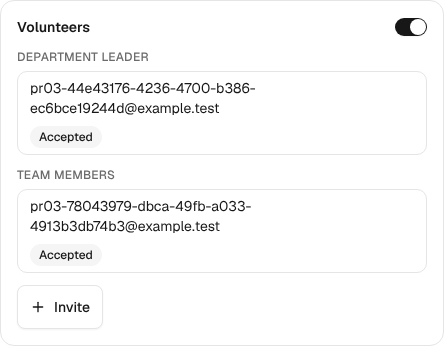 Volunteers
DEPARTMENT LEADER
pr03-44e43176-4236-4700-b386-
ec6bce19244d@example.test
Accepted
TEAM MEMBERS
pr03-78043979-dbca-49fb-a033-
4913b3db74b3@example.test
Accepted
+ Invite